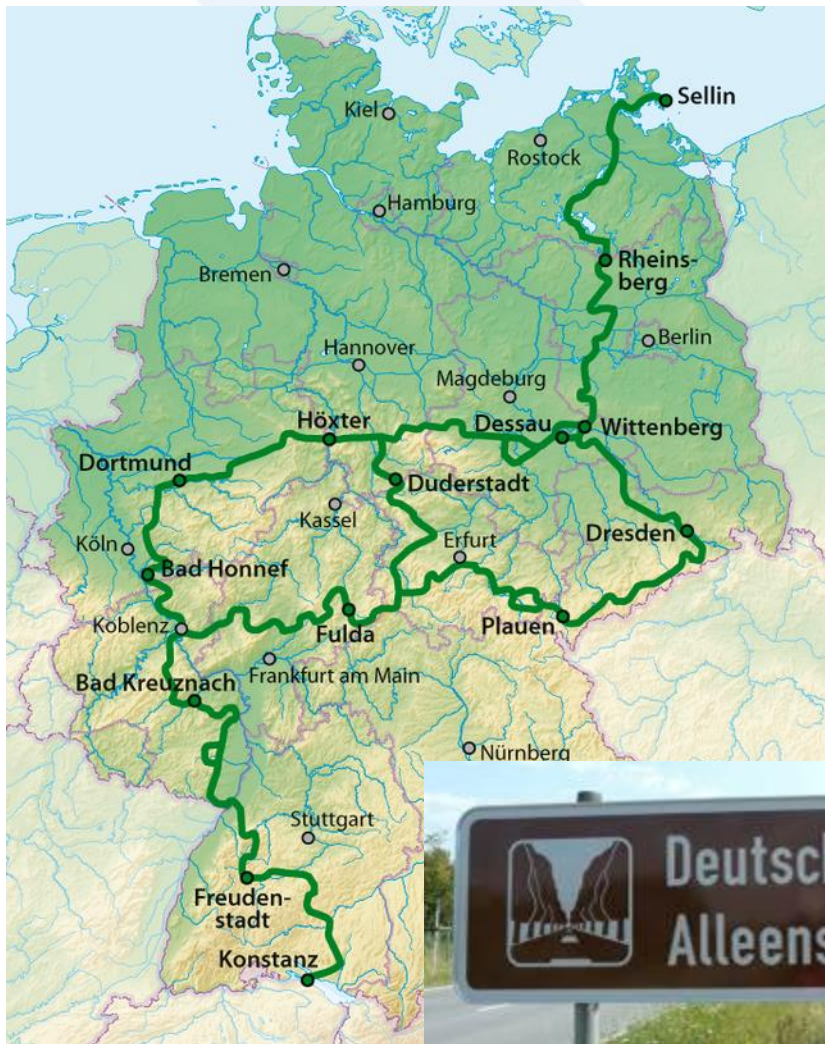 Sellin
Kiel
Rostock
Hamburg
Rheins-
berg
Bremen
Berlin
Hannover
Magdeburg
Höxter
Dessau
Wittenberg
Dortmund
Duderstadt
Kassel
Dresden
Köln
Erfurt
Bad Honnef
Koblenz
Fulda
Plauen
Frankfurt am Main
Bad Kreuznach
Nürnberg
Stuttgart
Deutsch
Alleens
Freuden-
stadt
Konstanz